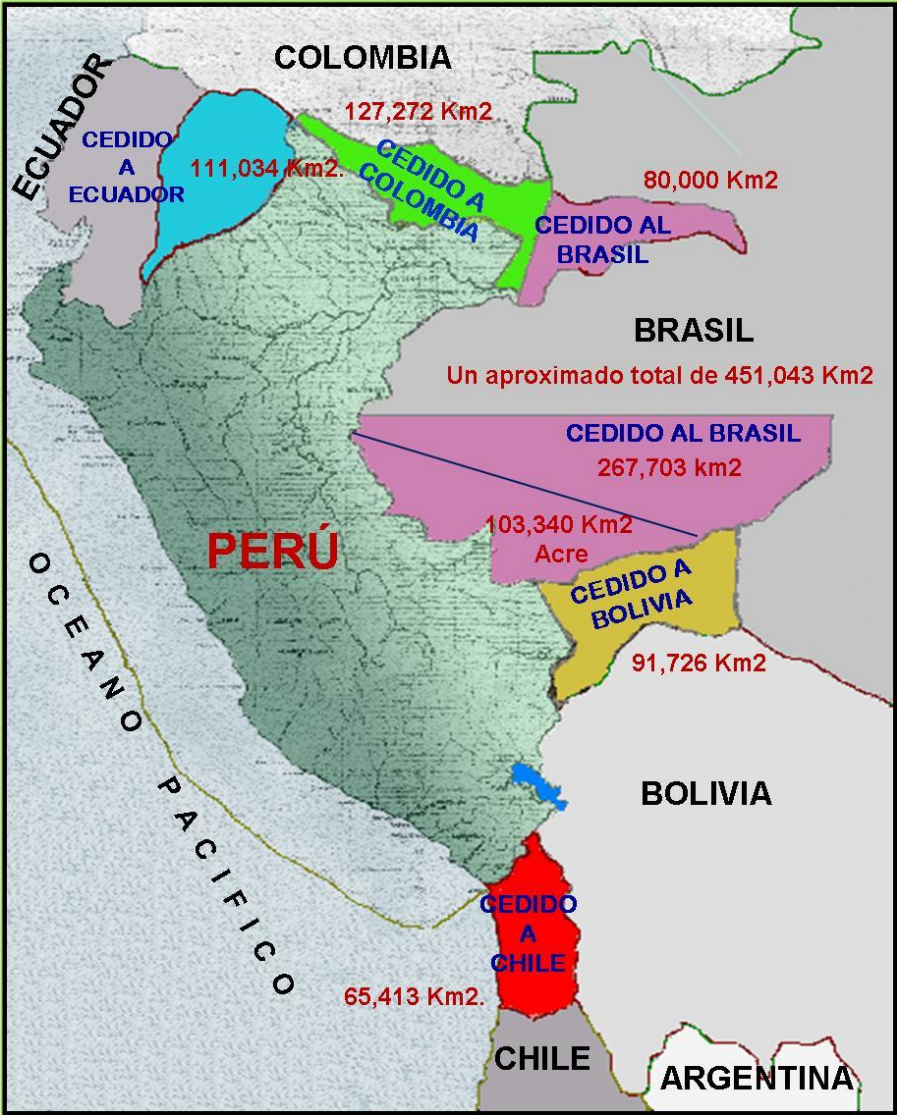 COLOMBIA
ECUADOR
127,272 Km2
CEDIDO
A
ECUADOR
111,034 Km2.
CEDIDO A
COLOMBIA
80,000 Km2
CEDIDO AL
BRASIL
BRASIL
Un aproximado total de 451,043 Km2
CEDIDO AL BRASIL
267,703 km2
103,340 Km2
Acre
PERÚ
CEDIDO A
BOLIVIA
91,726 Km2
OCEANO PACIFICO
BOLIVIA
CEDIDO
A
CHILE
65,413 Km2.
CHILE
ARGENTINA